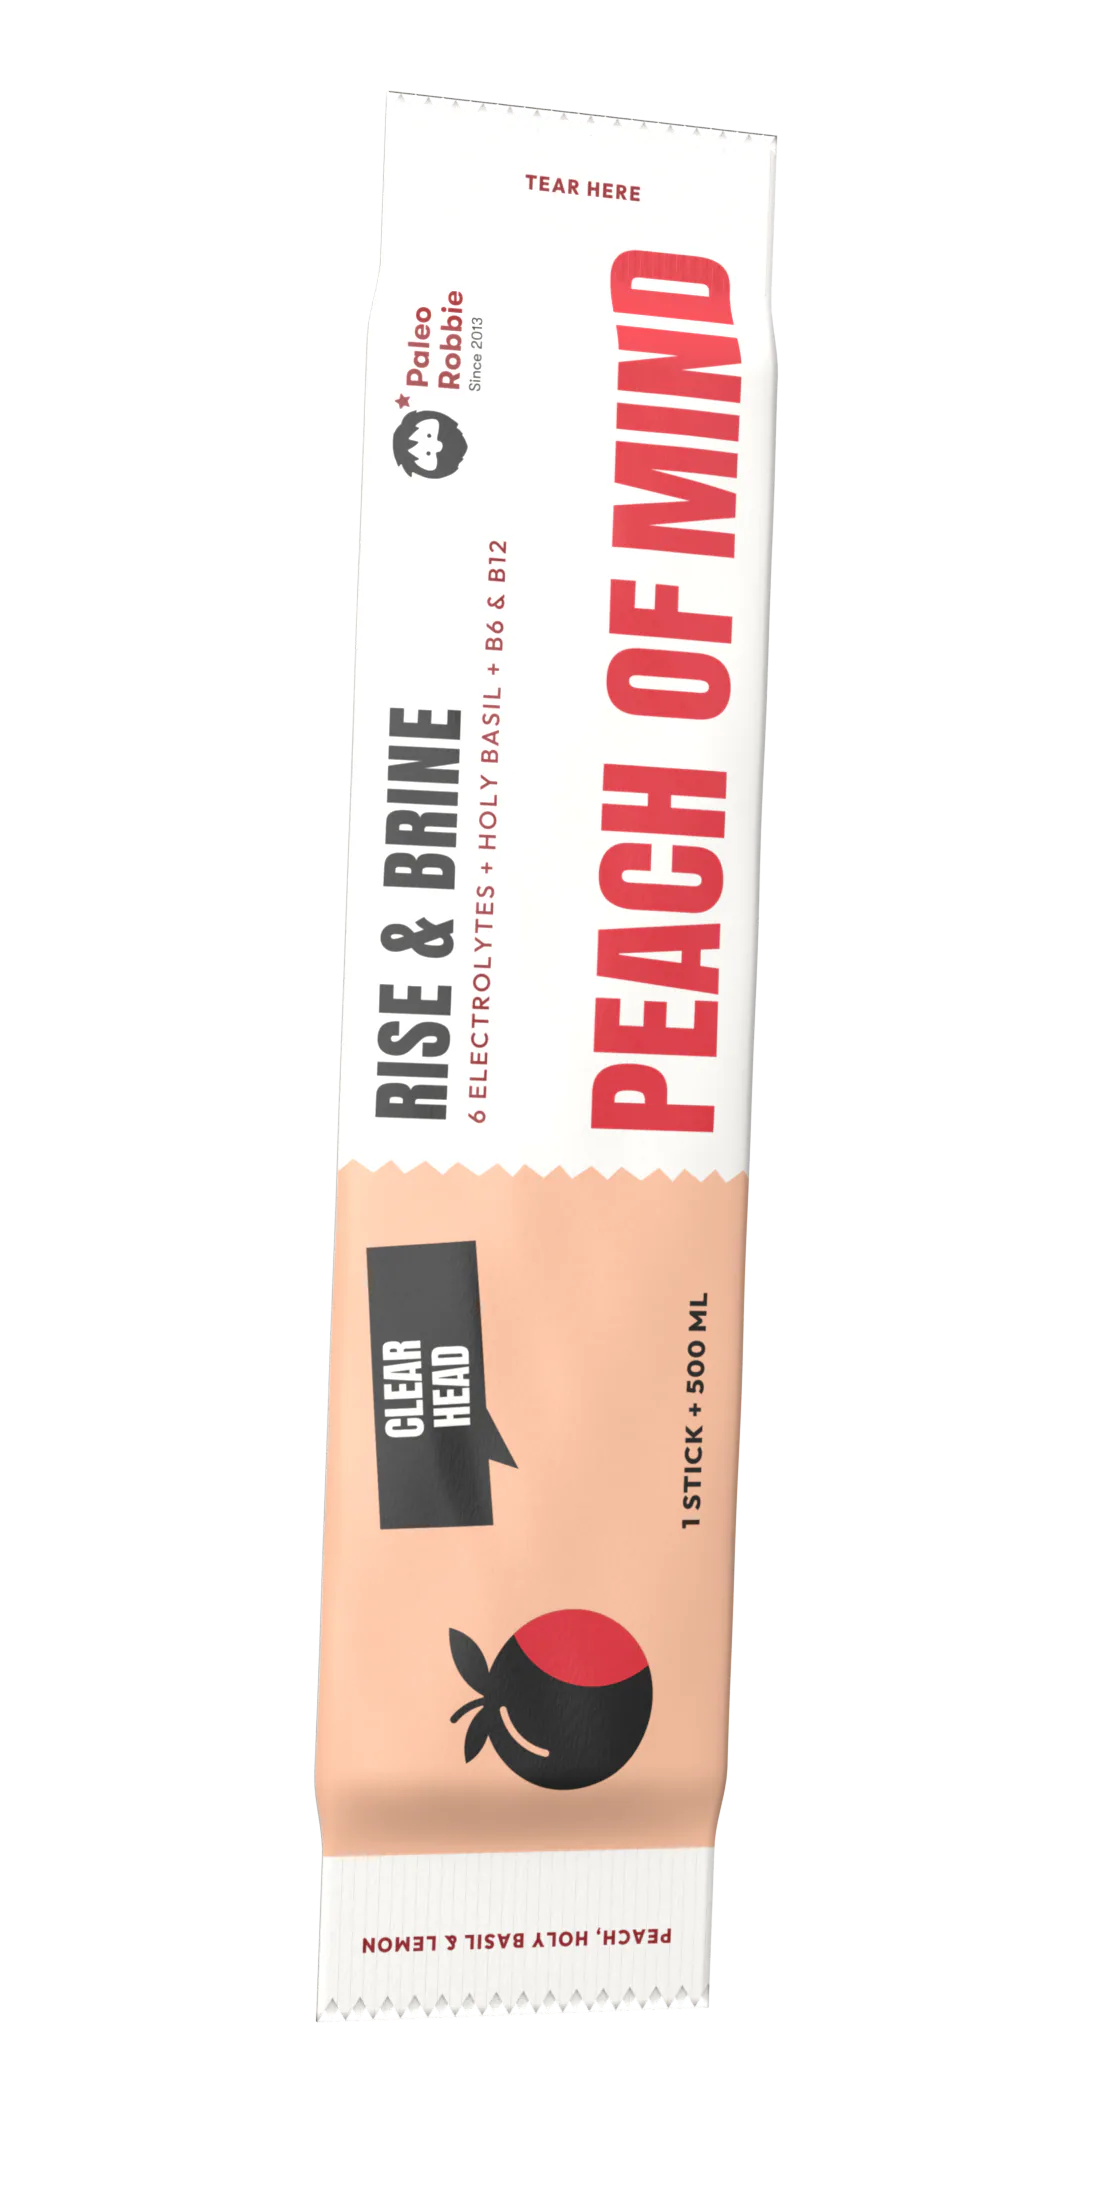 TEAR HERE
Paleo
Robbie
Since 2013
RISE & BRINE
6 ELECTROLYTES + HOLY BASIL + B6 & B12
PEACH OF MIND
CLEAR
HEAD
1 STICK + 500 ML
PEACH, HOLY BASIL & LEMON